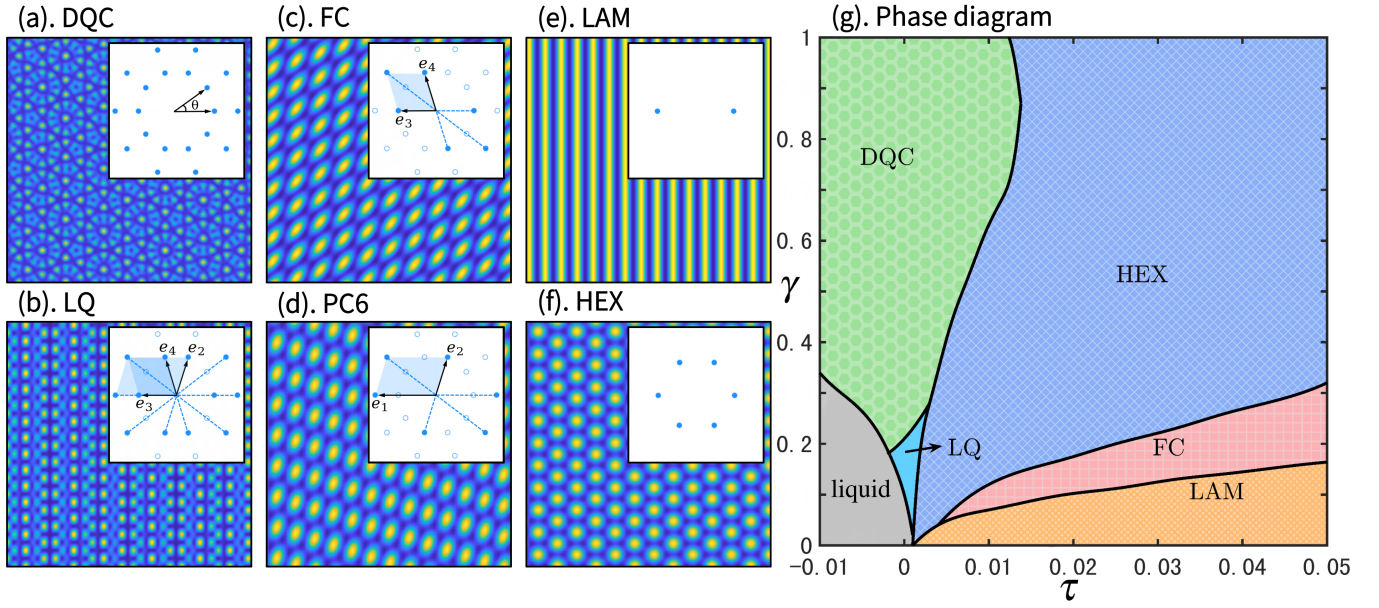 (a). DQC
(c). FC
(e). LAM
(g). Phase diagram
θ
e4
e3
(b). LQ
(d). PC6
(f). HEX
e4
e2
e3
e2
e1
1
0.8
0.6
0.4
0.2
0
γ
DQC
HEX
LQ
FC
liquid
LAM
−0.01
0
0.01
0.02
0.03
0.04
0.05
τ